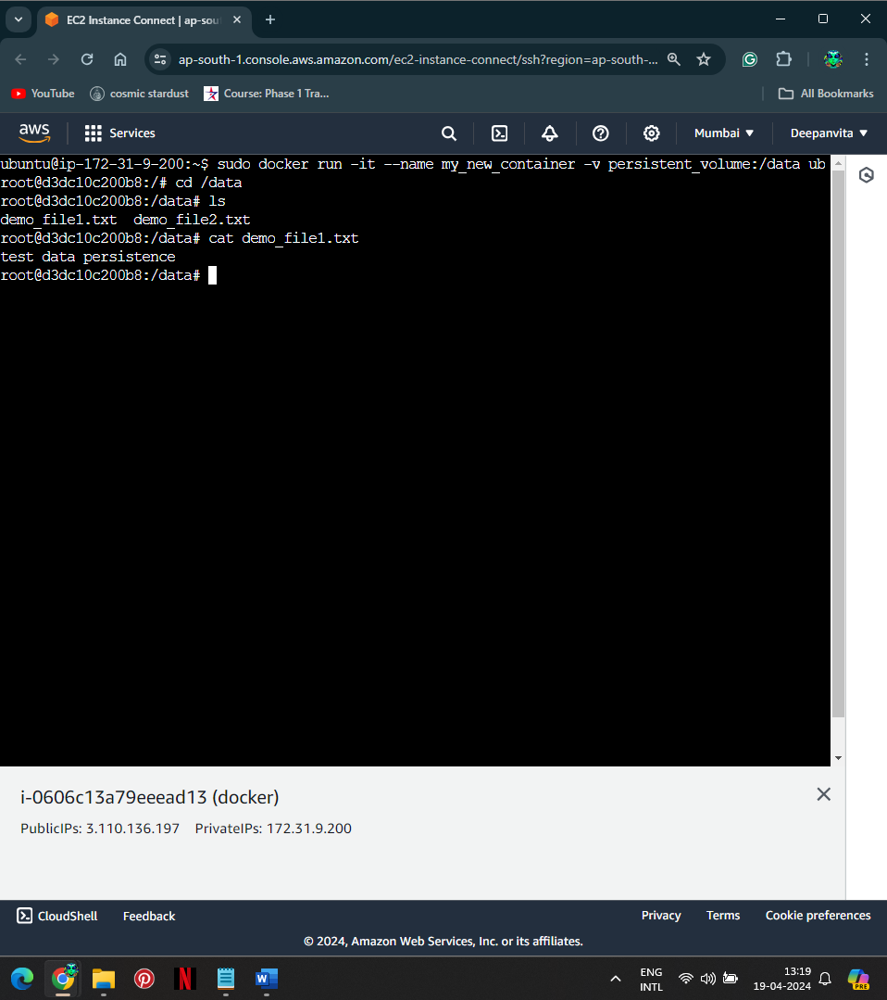 EC2 Instance Connect | ap-sou
ap-south-1.console.aws.amazon.com/ec2-instance-connect/ssh?region=ap-south-...
YouTube
cosmic stardust
Course: Phase 1 Tra...
All Bookmarks
aws
Services
Mumbai
Deepanvita
ubuntu@ip-172-31-9-200:~$ sudo docker run -it --name my_new_container -v persistent_volume:/data ub
root@d3dc10c200b8:/# cd /data
root@d3dc10c200b8:/data# ls
demo_file1.txt  demo_file2.txt
root@d3dc10c200b8:/data# cat demo_file1.txt
test data persistence
root@d3dc10c200b8:/data#
i-0606c13a79eeead13 (docker)
PublicIPs: 3.110.136.197 PrivateIPs: 172.31.9.200
CloudShell
Feedback
Privacy
Terms
Cookie preferences
© 2024, Amazon Web Services, Inc. or its affiliates.
ENG
INTL
13:19
19-04-2024
PRE